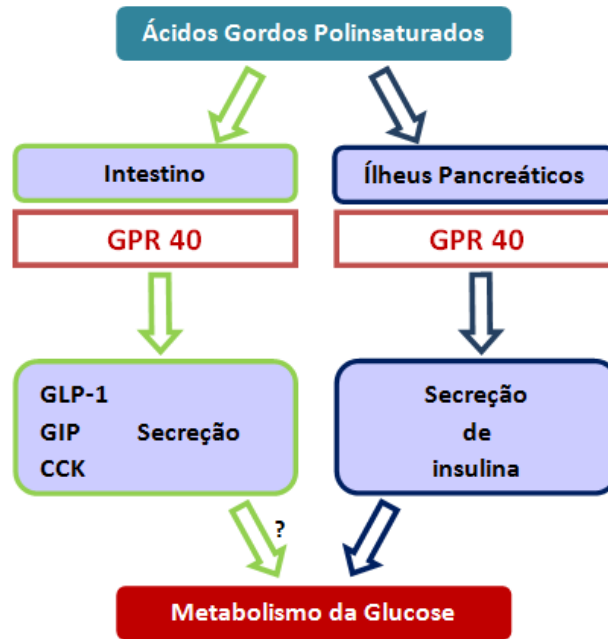 Ácidos Gordos Polinsaturados
Intestino
Ílheus Pancreáticos
GPR 40
GPR 40
GLP-1
GIP Secreção
CCK
Secreção
de
insulina
?
Metabolismo da Glucose